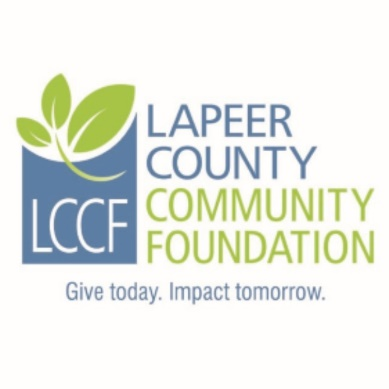 LCCF
LAPEER
COUNTY
COMMUNITY
FOUNDATION
Give today. Impact tomorrow.